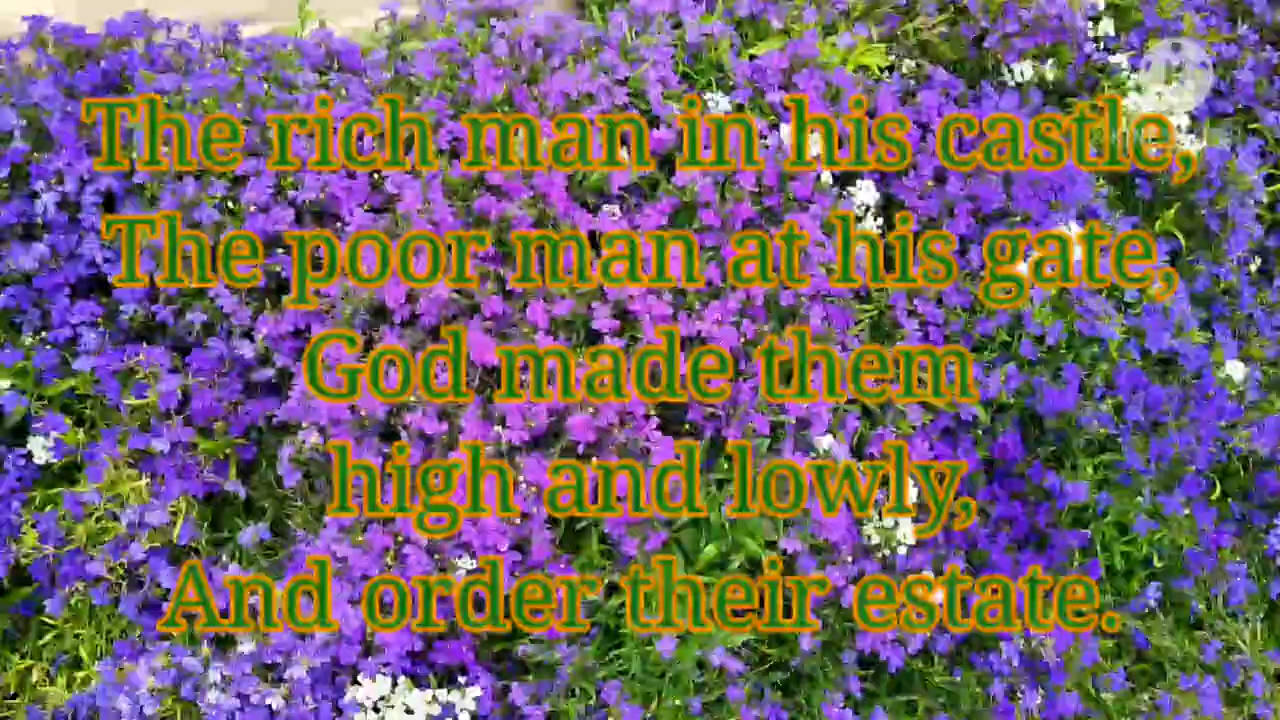 The rich man in his castle,
The poor man at his gate,
God made them
high and lowly,
And order their estate.